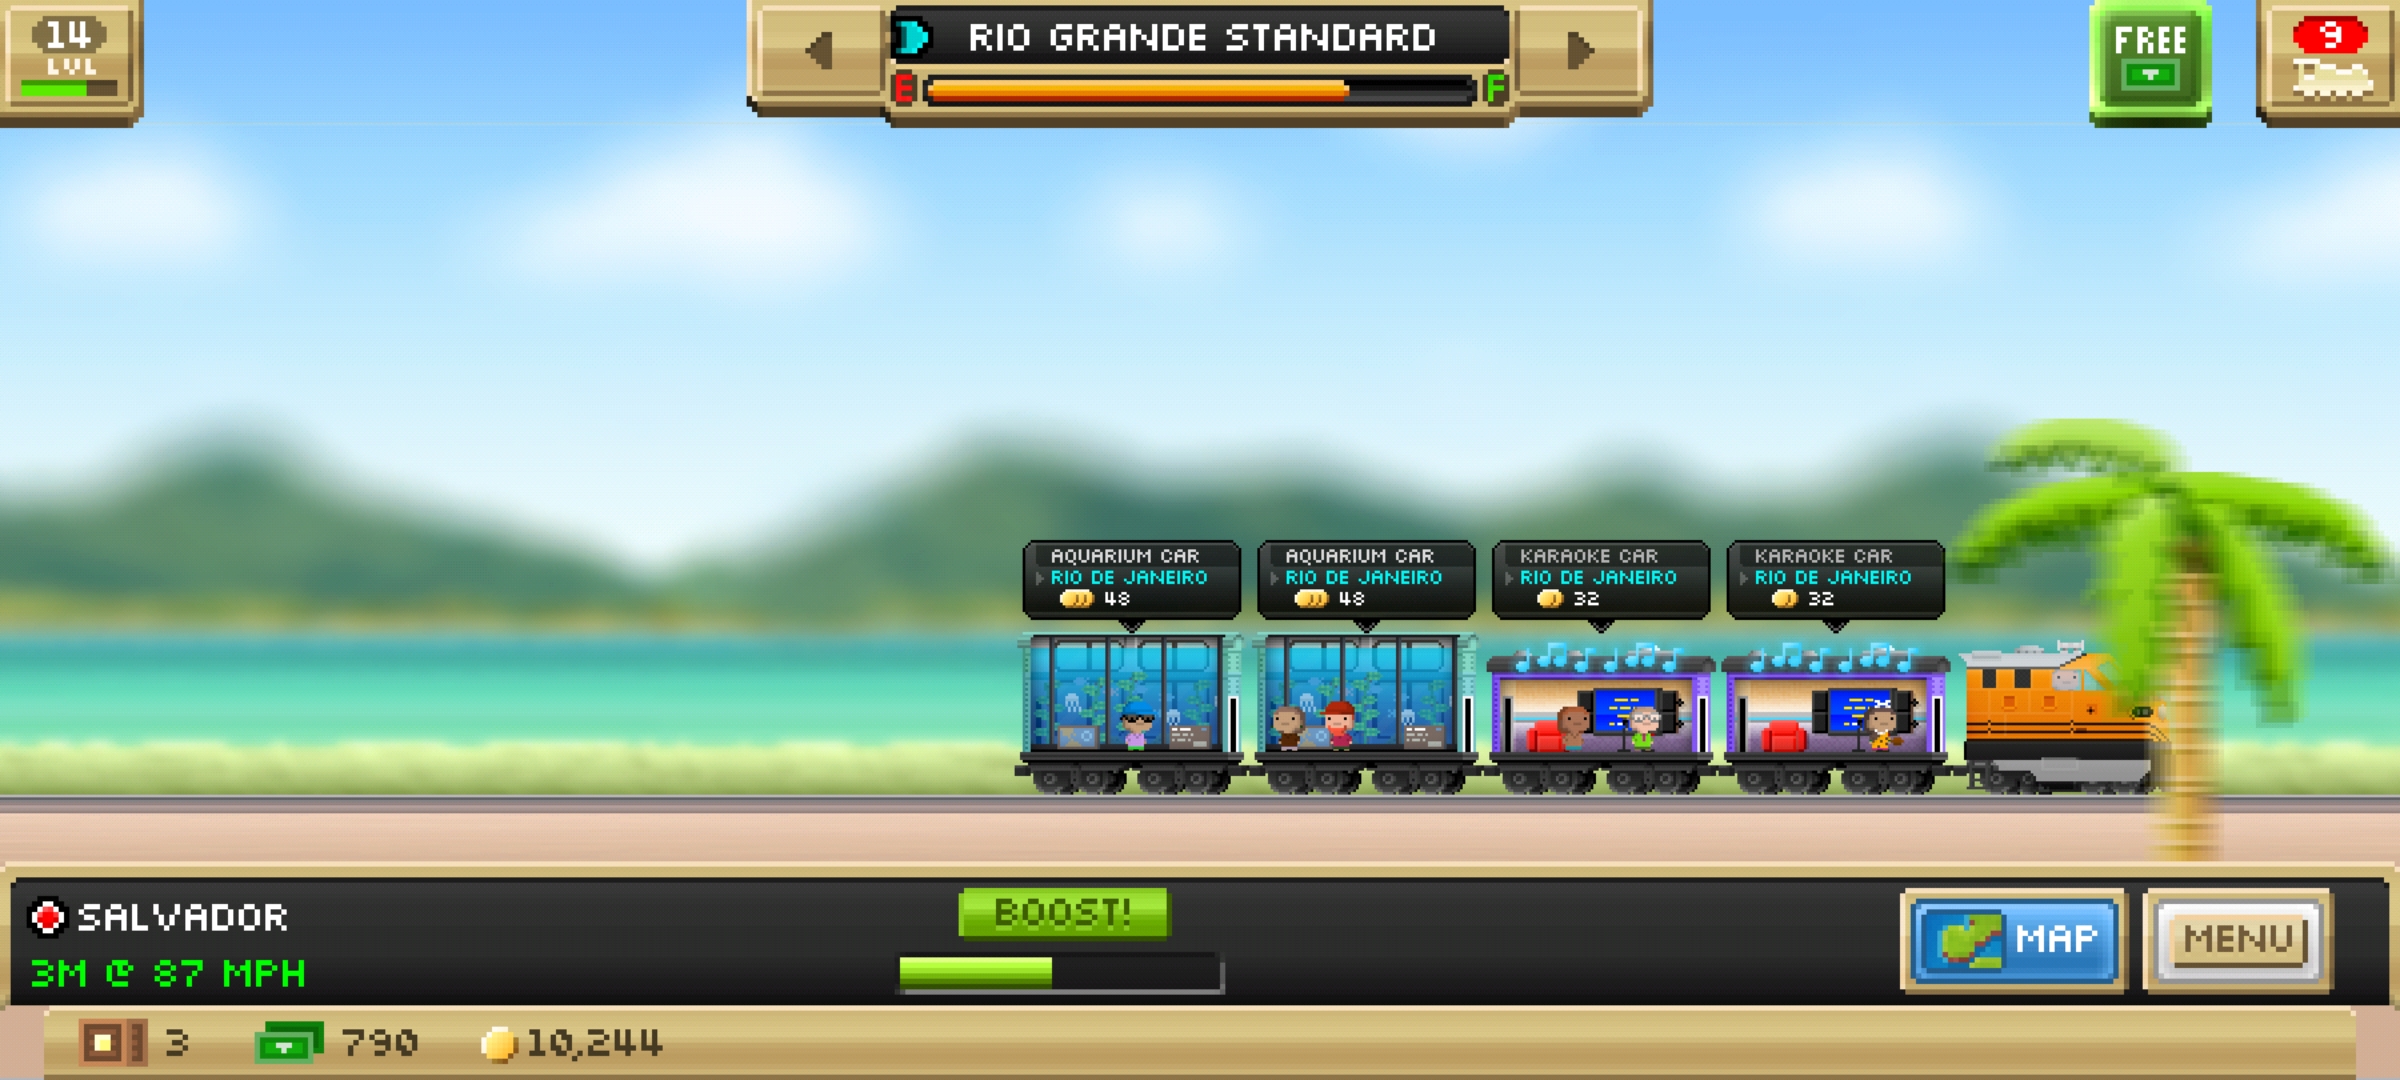 14
LVL
RIO GRANDE STANDARD
E F
FREE
9
AQUARIUM CAR
RIO DE JANEIRO
48
AQUARIUM CAR
RIO DE JANEIRO
48
KARAOKE CAR
RIO DE JANEIRO
32
KARAOKE CAR
RIO DE JANEIRO
32
SALVADOR
3M @ 87 MPH
BOOST!
MAP
MENU
3 790 10,244